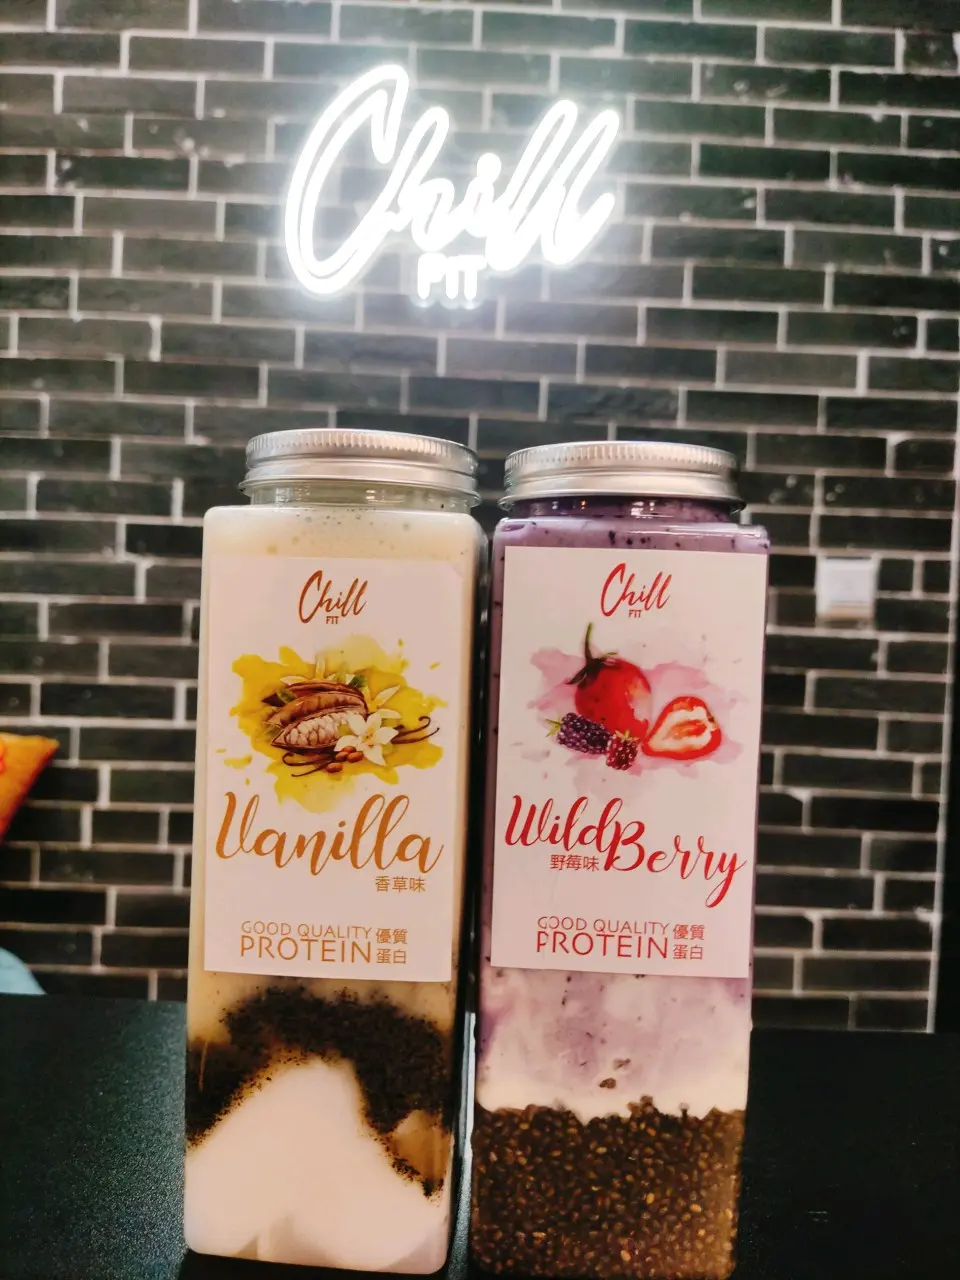 Chill
FIT
Chill
FIT
Vanilla
香草味
GOOD QUALITY 優質
PROTEIN 蛋白
Chill
FIT
Wild Berry
野莓味
GOOD QUALITY 優質
PROTEIN 蛋白